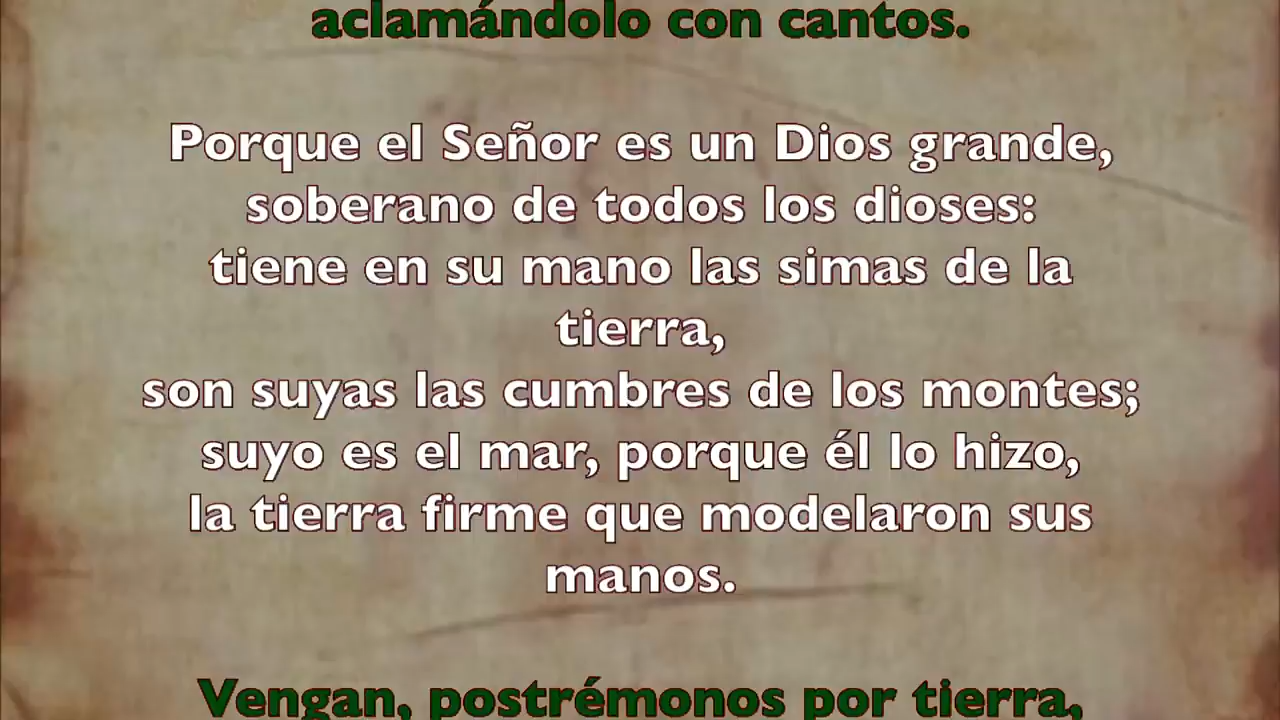 aclamándolo con cantos.
Porque el Señor es un Dios grande,
soberano de todos los dioses:
tiene en su mano las simas de la
tierra,
son suyas las cumbres de los montes;
suyo es el mar, porque él lo hizo,
la tierra firme que modelaron sus
manos.
Vengan, postrémonos por tierra,